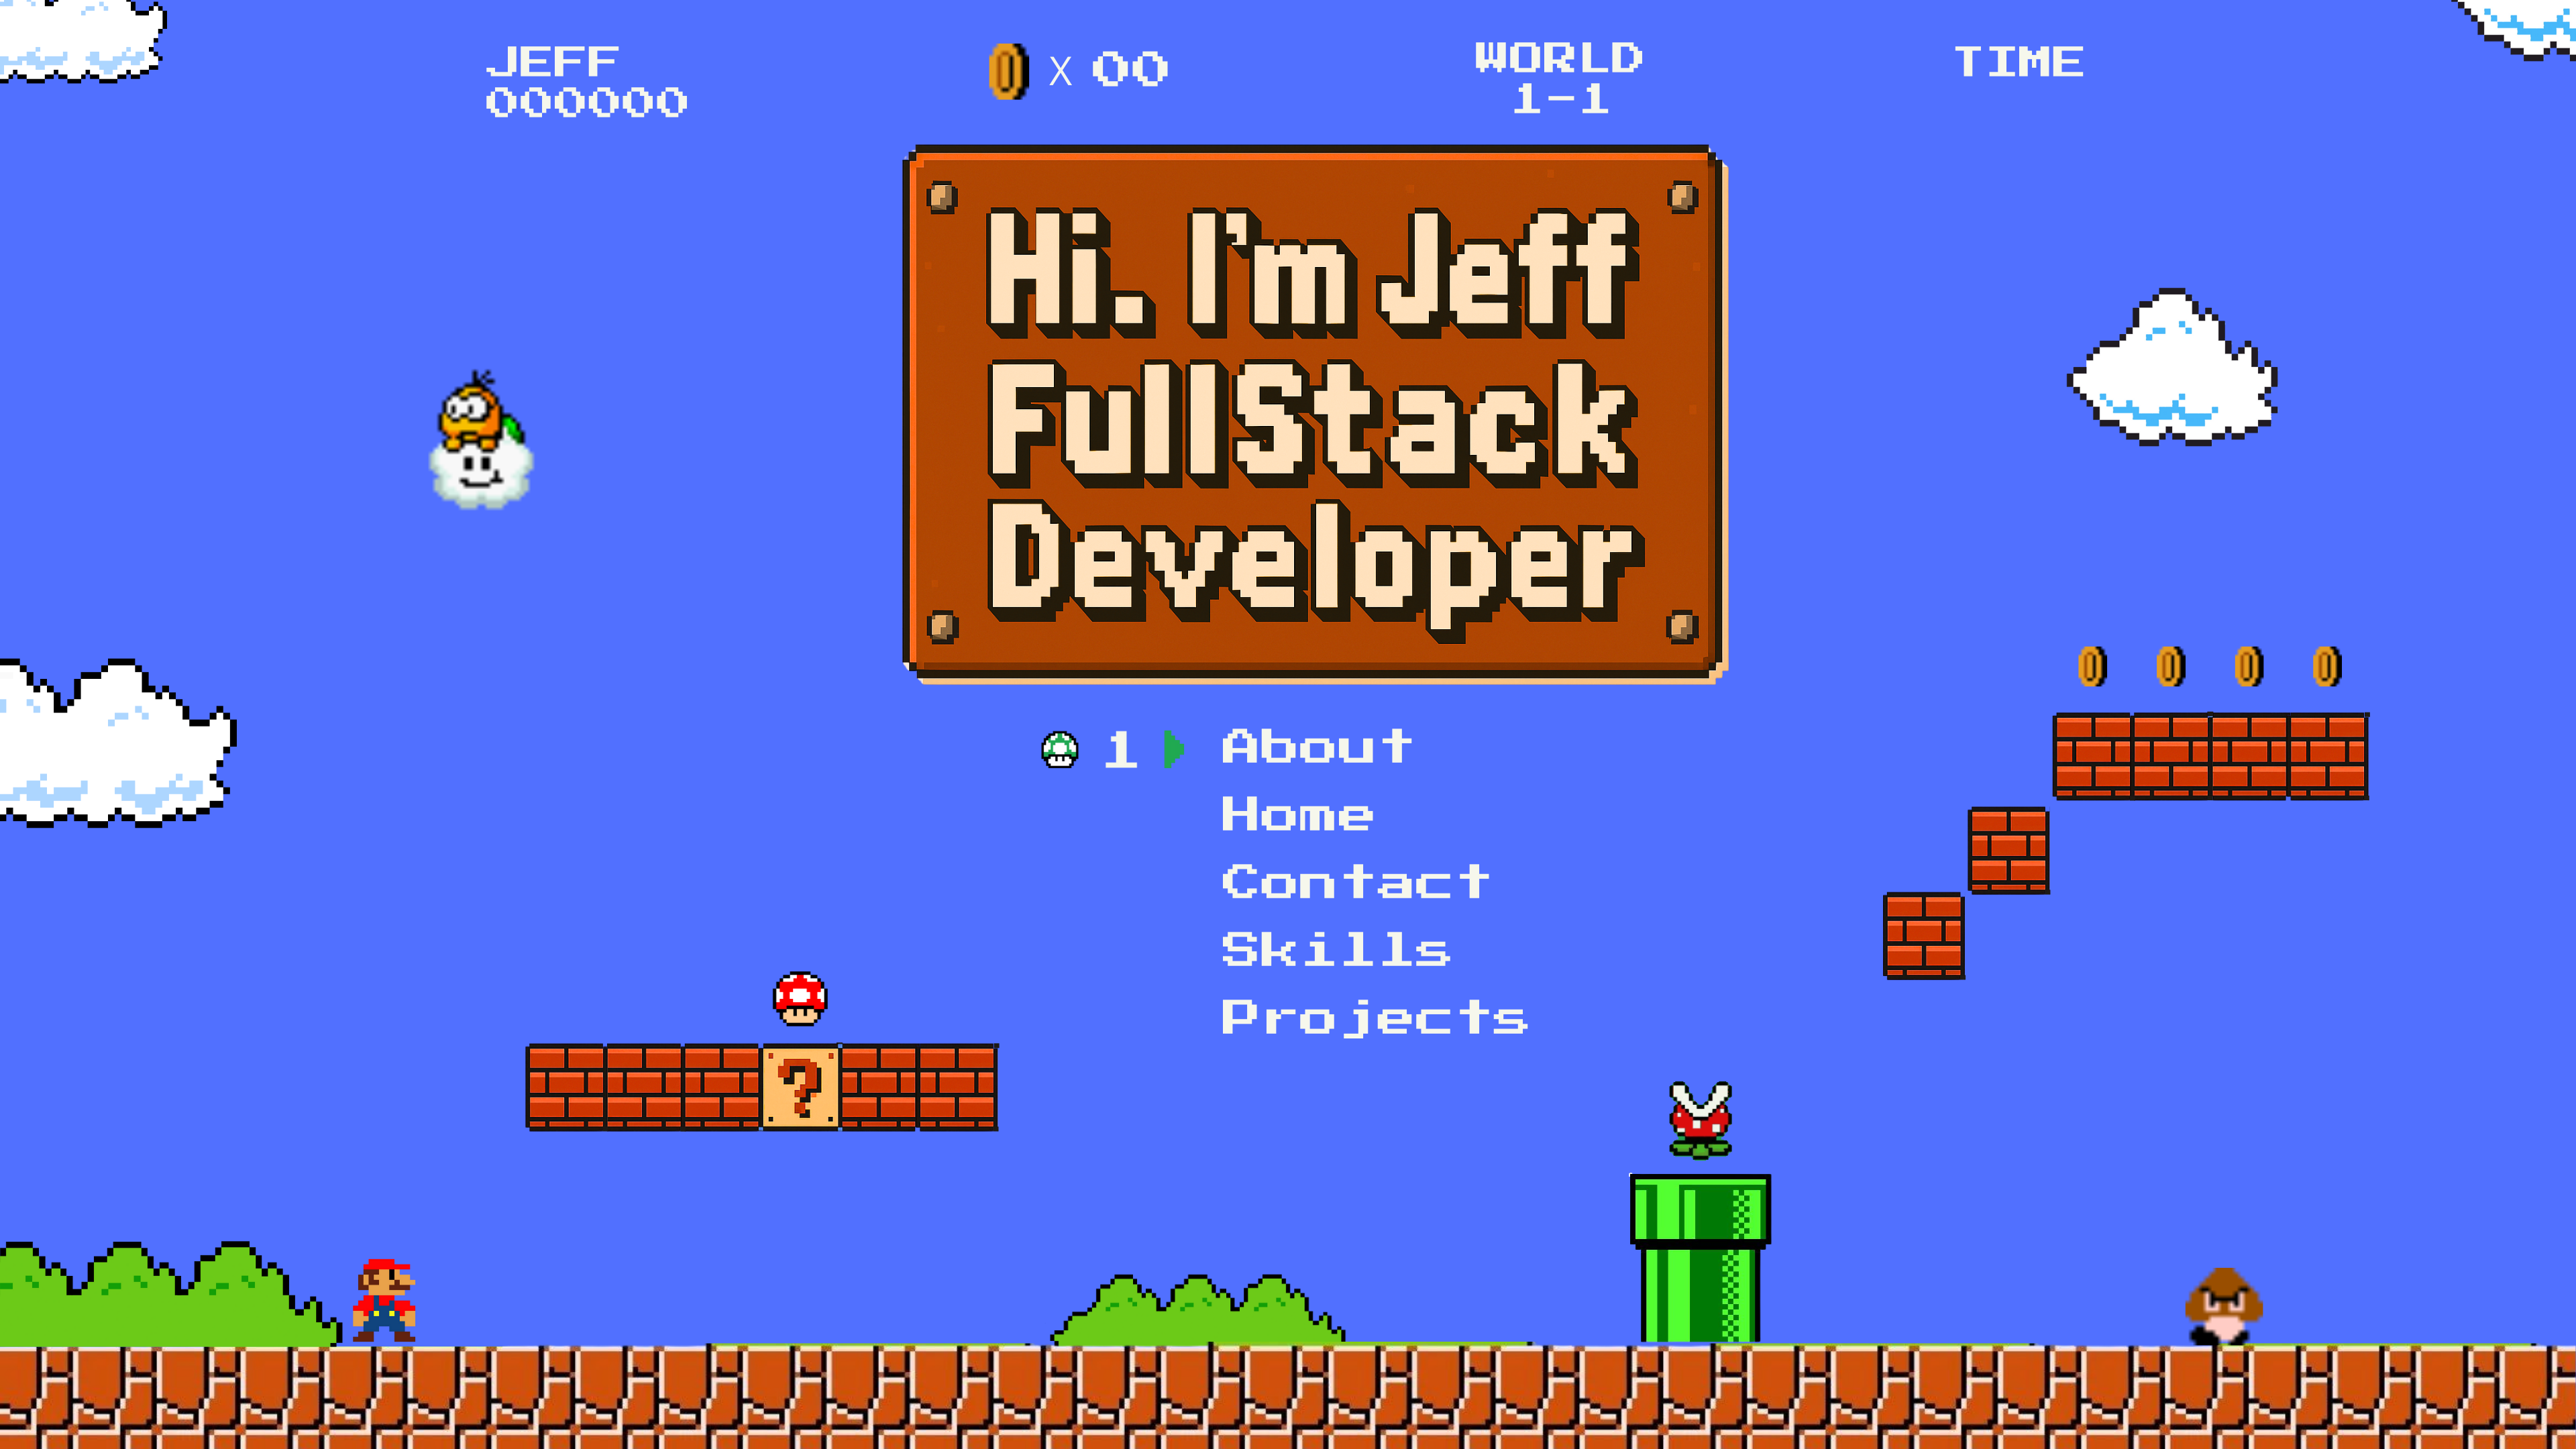 JEFF
000000
x 00
WORLD
1-1
TIME
Hi. I'm Jeff
FullStack
Developer
1 About
Home
Contact
Skills
Projects
?